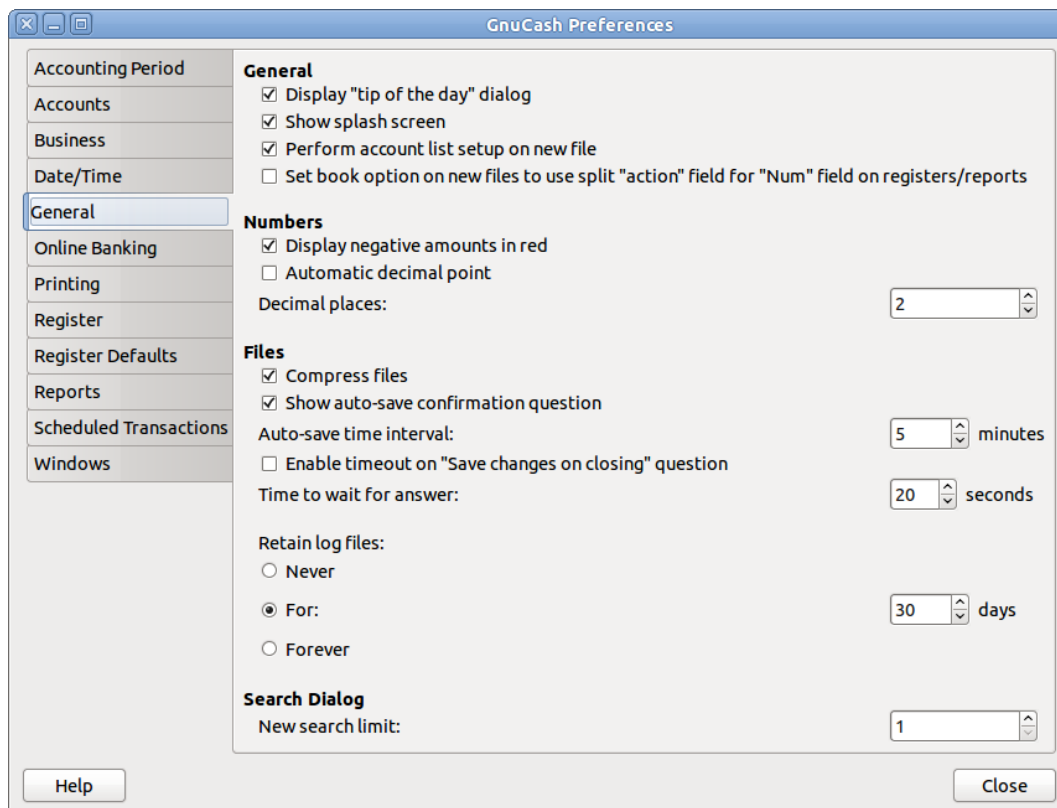 GnuCash Preferences
Accounting Period
Accounts
Business
Date/Time
General
Online Banking
Printing
Register
Register Defaults
Reports
Scheduled Transactions
Windows
General
Display "tip of the day" dialog
Show splash screen
Perform account list setup on new file
Set book option on new files to use split "action" field for "Num" field on registers/reports
Numbers
Display negative amounts in red
Automatic decimal point
Decimal places: 2
Files
Compress files
Show auto-save confirmation question
Auto-save time interval: 5 minutes
Enable timeout on "Save changes on closing" question
Time to wait for answer: 20 seconds
Retain log files:
Never
For: 30 days
Forever
Search Dialog
New search limit: 1
Help Close